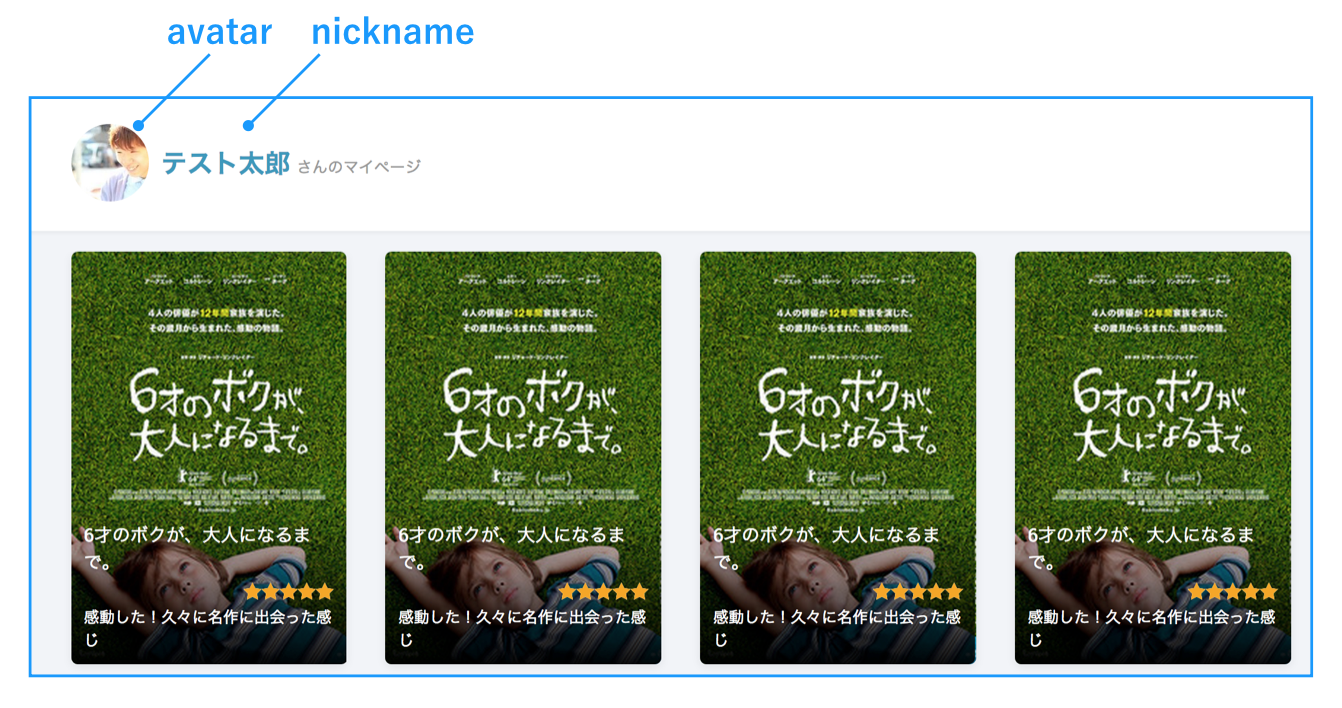 avatar nickname
テスト太郎 さんのマイページ
4人の俳優が12年間家族を演じた。
その歳月から生まれた、感動の物語。
6才のボクが、
大人になるまで。
6才のボクが、大人になるま
で。
感動した！久々に名作に出会った感
じ
4人の俳優が12年間家族を演じた。
その歳月から生まれた、感動の物語。
6才のボクが、
大人になるまで。
6才のボクが、大人になるま
で。
感動した！久々に名作に出会った感
じ
4人の俳優が12年間家族を演じた。
その歳月から生まれた、感動の物語。
6才のボクが、
大人になるまで。
6才のボクが、大人になるま
で。
感動した！久々に名作に出会った感
じ
4人の俳優が12年間家族を演じた。
その歳月から生まれた、感動の物語。
6才のボクが、
大人になるまで。
6才のボクが、大人になるま
で。
感動した！久々に名作に出会った感
じ